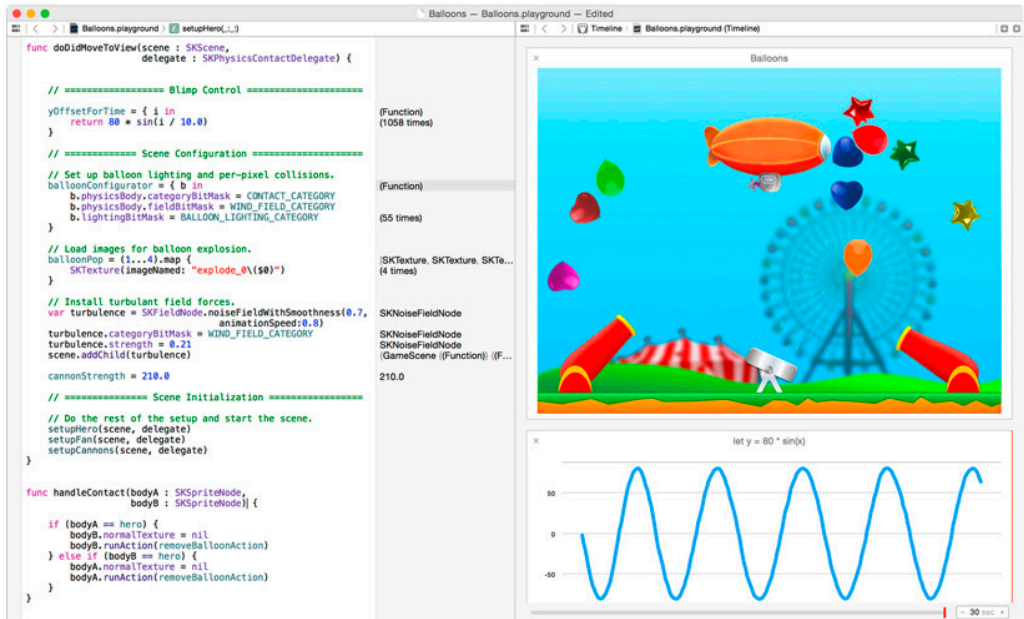 Balloons — Balloons.playground — Edited
Balloons.playground setupHero(_:_:)
Timeline Balloons.playground (Timeline)
func doDidMoveToView(scene : SKScene,
delegate : SKPhysicsContactDelegate) {
// ================== Blimp Control =====================
yOffsetForTime = { i in
return 80 * sin(i / 10.0)
}
// ============= Scene Configuration ====================
// Set up balloon lighting and per-pixel collisions.
balloonConfigurator = { b in
b.physicsBody.categoryBitMask = CONTACT_CATEGORY
b.physicsBody.fieldBitMask = WIND_FIELD_CATEGORY
b.lightingBitMask = BALLOON_LIGHTING_CATEGORY
}
// Load images for balloon explosion.
balloonPop = (1...4).map {
SKTexture(imageNamed: "explode_0\($0)")
}
// Install turbulant field forces.
var turbulence = SKFieldNode.noiseFieldWithSmoothness(0.7,
animationSpeed:0.8)
turbulence.categoryBitMask = WIND_FIELD_CATEGORY
turbulence.strength = 0.21
scene.addChild(turbulence)
cannonStrength = 210.0
// ================ Scene Initialization =================
// Do the rest of the setup and start the scene.
setupHero(scene, delegate)
setupFan(scene, delegate)
setupCannons(scene, delegate)
}
func handleContact(bodyA : SKSpriteNode,
bodyB : SKSpriteNode) {
if (bodyA == hero) {
bodyB.normalTexture = nil
bodyB.runAction(removeBalloonAction)
} else if (bodyB == hero) {
bodyA.normalTexture = nil
bodyA.runAction(removeBalloonAction)
}
}
(Function)
(1058 times)
(Function)
(55 times)
[SKTexture, SKTexture, SKTe...
(4 times)
SKNoiseFieldNode
SKNoiseFieldNode
SKNoiseFieldNode
{GameScene {(Function)} {(F...
210.0
Balloons
let y = 80 * sin(x)
50
0
-50
- 30 sec +